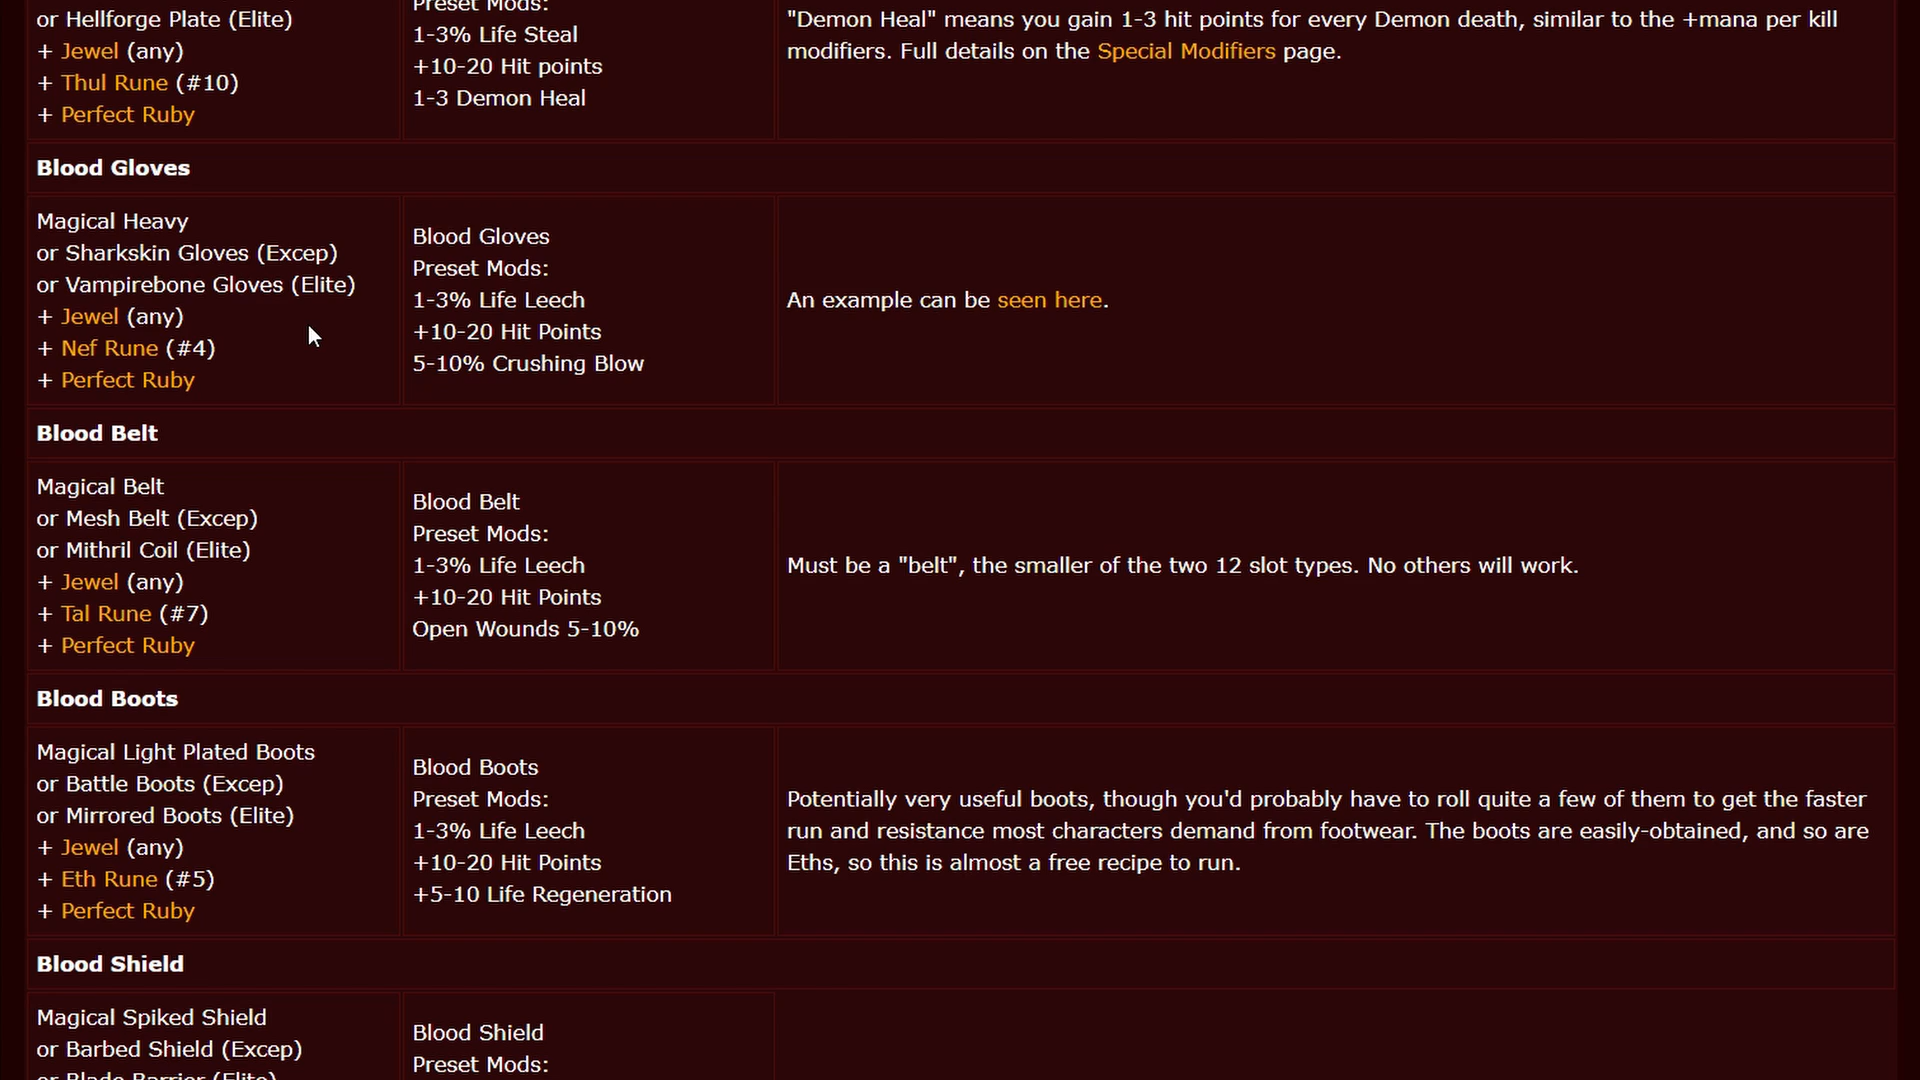 or Hellforge Plate (Elite)
+ Jewel (any)
+ Thul Rune (#10)
+ Perfect Ruby
Preset Mods:
1-3% Life Steal
+10-20 Hit points
1-3 Demon Heal
"Demon Heal" means you gain 1-3 hit points for every Demon death, similar to the +mana per kill
modifiers. Full details on the Special Modifiers page.
Blood Gloves
Magical Heavy
or Sharkskin Gloves (Excep)
or Vampirebone Gloves (Elite)
+ Jewel (any)
+ Nef Rune (#4)
+ Perfect Ruby
Blood Gloves
Preset Mods:
1-3% Life Leech
+10-20 Hit Points
5-10% Crushing Blow
An example can be seen here.
Blood Belt
Magical Belt
or Mesh Belt (Excep)
or Mithril Coil (Elite)
+ Jewel (any)
+ Tal Rune (#7)
+ Perfect Ruby
Blood Belt
Preset Mods:
1-3% Life Leech
+10-20 Hit Points
Open Wounds 5-10%
Must be a "belt", the smaller of the two 12 slot types. No others will work.
Blood Boots
Magical Light Plated Boots
or Battle Boots (Excep)
or Mirrored Boots (Elite)
+ Jewel (any)
+ Eth Rune (#5)
+ Perfect Ruby
Blood Boots
Preset Mods:
1-3% Life Leech
+10-20 Hit Points
+5-10 Life Regeneration
Potentially very useful boots, though you'd probably have to roll quite a few of them to get the faster
run and resistance most characters demand from footwear. The boots are easily-obtained, and so are
Eths, so this is almost a free recipe to run.
Blood Shield
Magical Spiked Shield
or Barbed Shield (Excep)
or Blade Barrier (Elite)
Blood Shield
Preset Mods: